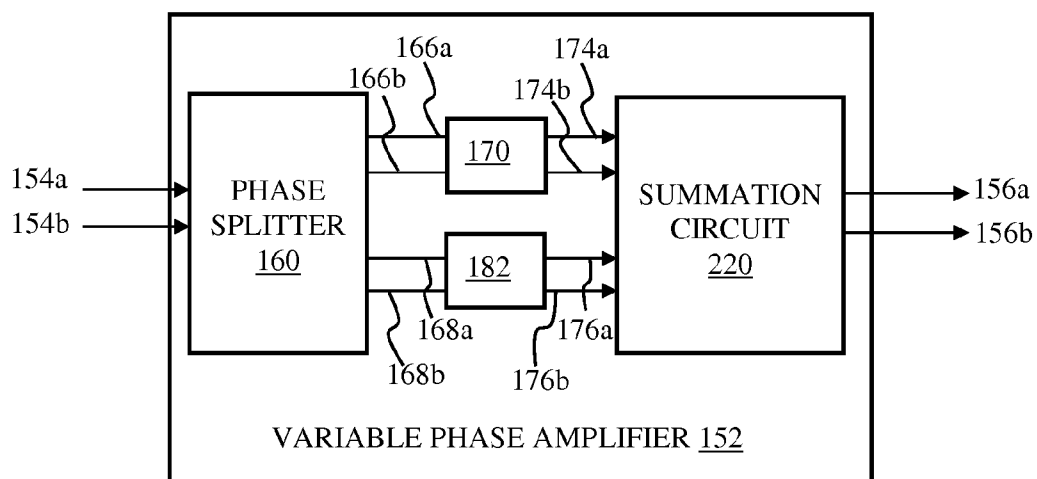 166a
174a
166b
174b
170
154a
PHASE
SUMMATION
156a
154b
SPLITTER
CIRCUIT
156b
160
182
220
168a
176a
168b
176b
VARIABLE PHASE AMPLIFIER 152